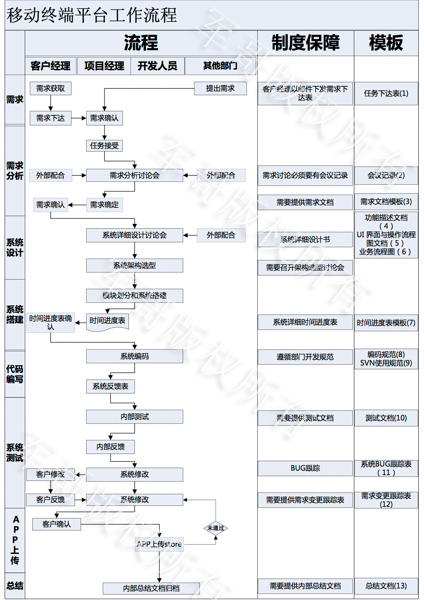 移动终端平台工作流程
流程
制度保障
模板
客户经理
项目经理
开发人员
其他部门
需求
需求获取
提出需求
客户经理以邮件下发需求下
达表
任务下达表(1)
需求下达
需求确认
任务接受
需求
分析
外部配合
需求分析讨论会
外部配合
需求讨论必须要有会议记录
会议记录(2)
需求确认
需求确定
需要提供需求文档
需求文档模板(3)
系统
设计
系统详细设计讨论会
外部配合
系统详细设计书
功能描述文档
(4)
UI 界面与操作流程
图文档(5)
业务流程图(6)
系统架构选型
需要召开架构选型讨论会
系统
搭建
模块划分和系统搭建
时间进度表确
认
时间进度表
系统详细时间进度表
时间进度表模板(7)
代码
编写
系统编码
遵循部门开发规范
编码规范(8)
SVN使用规范(9)
系统反馈表
系统
测试
内部测试
需要提供测试文档
测试文档(10)
内部反馈
客户修改
系统修改
BUG跟踪
系统BUG跟踪表
(11)
客户反馈
系统修改
需要提供需求变更跟踪表
需求变更跟踪表
(12)
APP上传
客户确认
未通过
APP上传store
总结
内部总结文档归档
需要提供内部总结文档
总结文档(13)
军哥版权所有
军哥版权所有
军哥版权所有